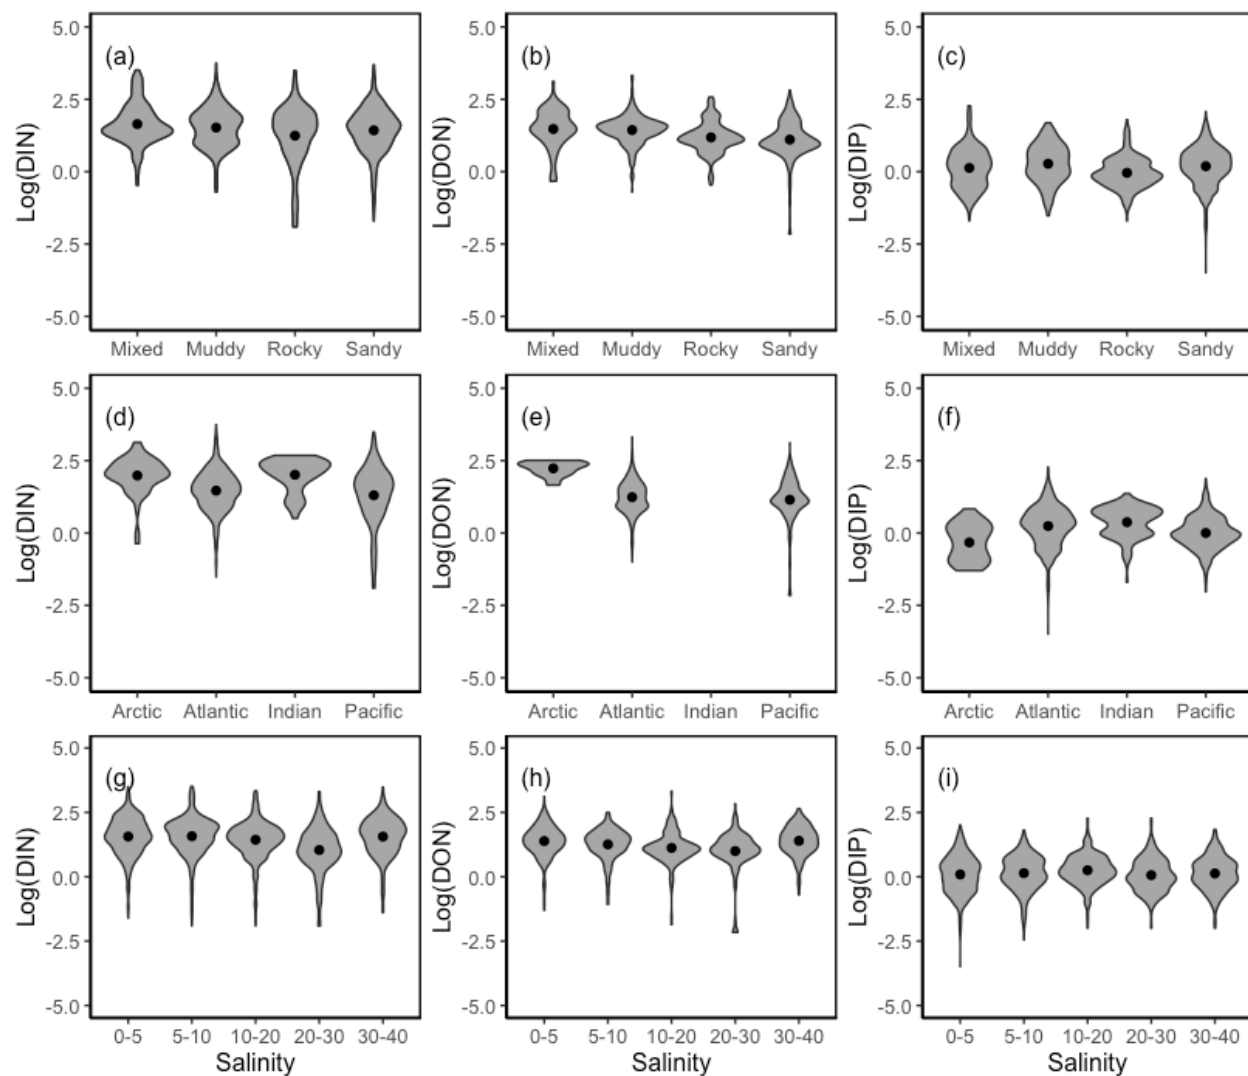 5.0
(a)
2.5
Log(DIN)
0.0
-2.5
-5.0
Mixed Muddy Rocky Sandy
5.0
(b)
2.5
Log(DON)
0.0
-2.5
-5.0
Mixed Muddy Rocky Sandy
5.0
(c)
2.5
Log(DIP)
0.0
-2.5
-5.0
Mixed Muddy Rocky Sandy
5.0
(d)
2.5
Log(DIN)
0.0
-2.5
-5.0
Arctic Atlantic Indian Pacific
5.0
(e)
2.5
Log(DON)
0.0
-2.5
-5.0
Arctic Atlantic Indian Pacific
5.0
(f)
2.5
Log(DIP)
0.0
-2.5
-5.0
Arctic Atlantic Indian Pacific
5.0
(g)
2.5
Log(DIN)
0.0
-2.5
-5.0
0-5 5-10 10-20 20-30 30-40
Salinity
5.0
(h)
2.5
Log(DON)
0.0
-2.5
-5.0
0-5 5-10 10-20 20-30 30-40
Salinity
5.0
(i)
2.5
Log(DIP)
0.0
-2.5
-5.0
0-5 5-10 10-20 20-30 30-40
Salinity